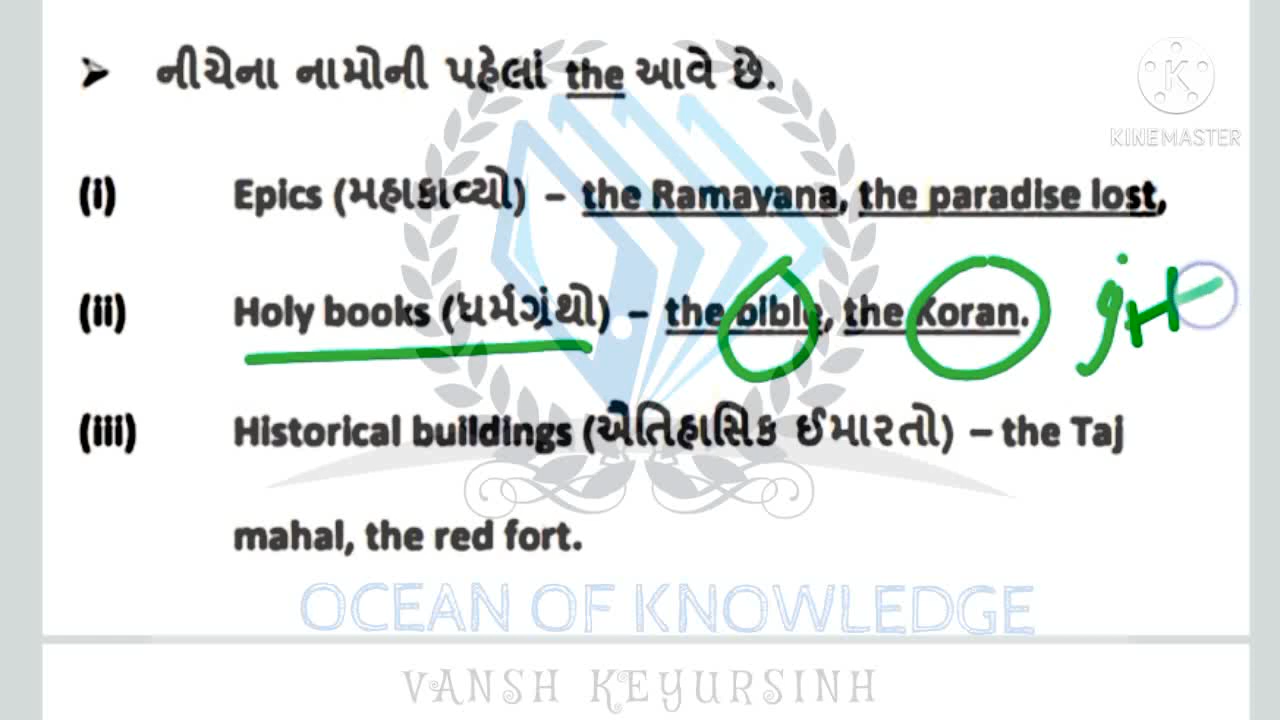 ➤ નીચેના નામોની પહેલાં the આવે છે.
KINEMASTER
(i) Epics (મહાકાવ્યો) – the Ramayana, the paradise lost,
(ii) Holy books (ધર્મગ્રંથો) – the bible, the Koran.
(iii) Historical buildings (ઐતિહાસિક ઈમારતો) – the Taj
mahal, the red fort.
OCEAN OF KNOWLEDGE
VANSH KEYURSINH